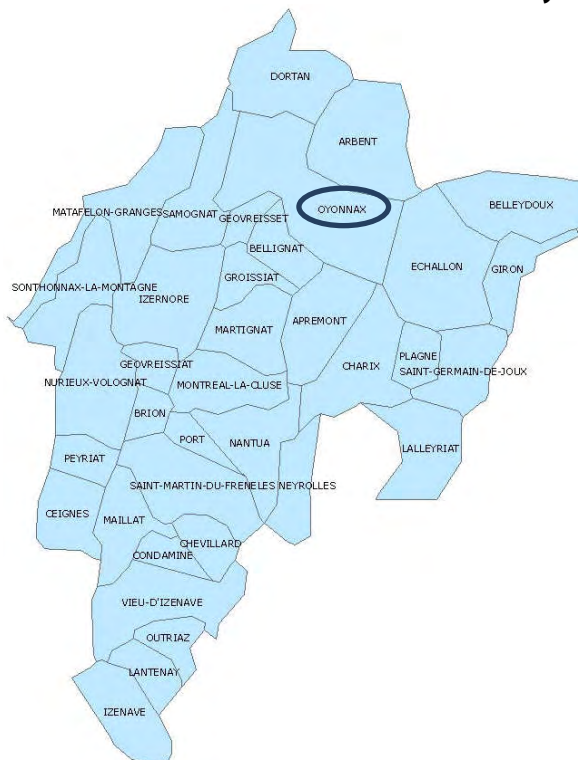 DORTAN
ARBENT
BELLEYDOUX
OYONNAX
MATAFELON-GRANGES
SAMOGNAT
GEOVREISSET
BELLIGNAT
ECHALLON
GIRON
GROISSIAT
SONTHONNAX-LA-MONTAGNE
IZERNORE
MARTIGNAT
APREMONT
PLAGNE
GEOVREISSIAT
CHARIX
SAINT-GERMAIN-DE-JOUX
NURIEUX-VOLOGNAT
MONTREAL-LA-CLUSE
BRION
PORT
NANTUA
LALLEYRIAT
PEYRIAT
SAINT-MARTIN-DU-FRENE
LES NEYROLLES
CEIGNES
MAILLAT
CHEVILLARD
CONDAMINE
VIEU-D'IZENAVE
OUTRIAZ
LANTENAY
IZENAVE